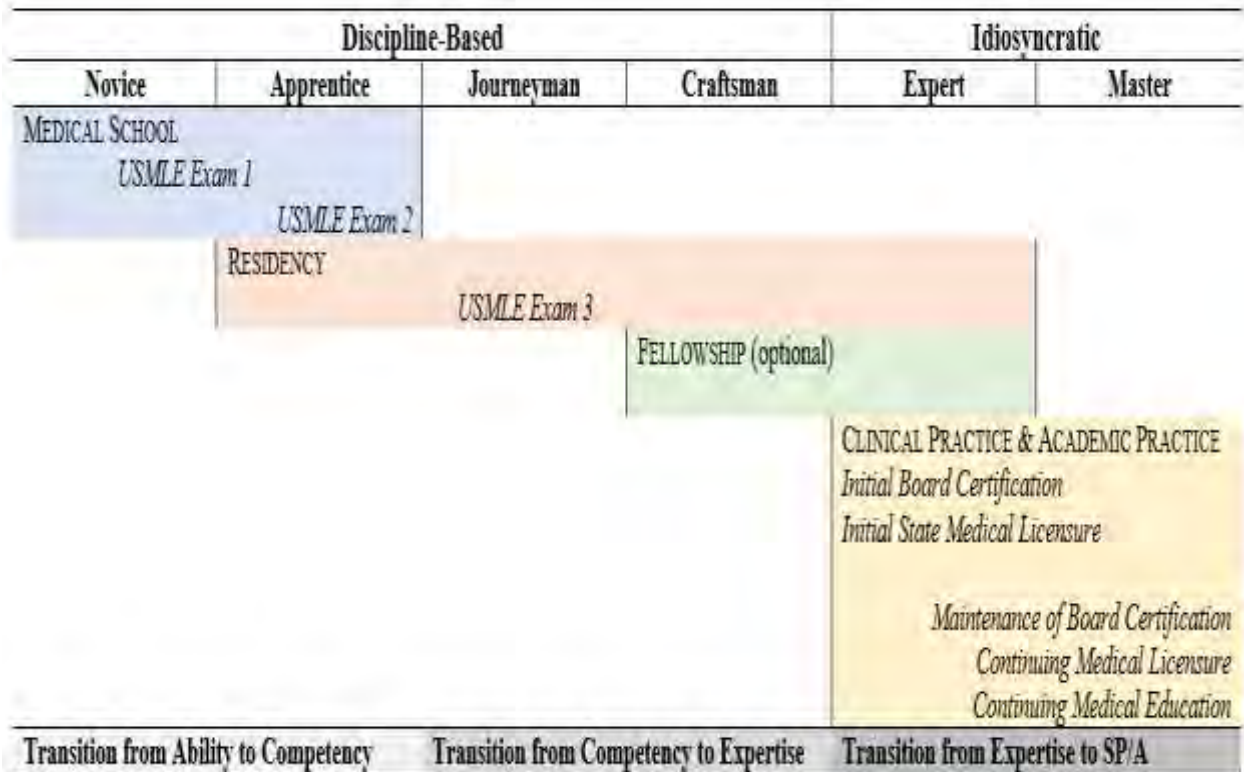 Discipline-Based Idiosyncratic
Novice Apprentice Journeyman Craftsman Expert Master
MEDICAL SCHOOL
USMLE Exam 1
USMLE Exam 2
RESIDENCY
USMLE Exam 3
FELLOWSHIP (optional)
CLINICAL PRACTICE & ACADEMIC PRACTICE
Initial Board Certification
Initial State Medical Licensure
Maintenance of Board Certification
Continuing Medical Licensure
Continuing Medical Education
Transition from Ability to Competency Transition from Competency to Expertise Transition from Expertise to SP/A